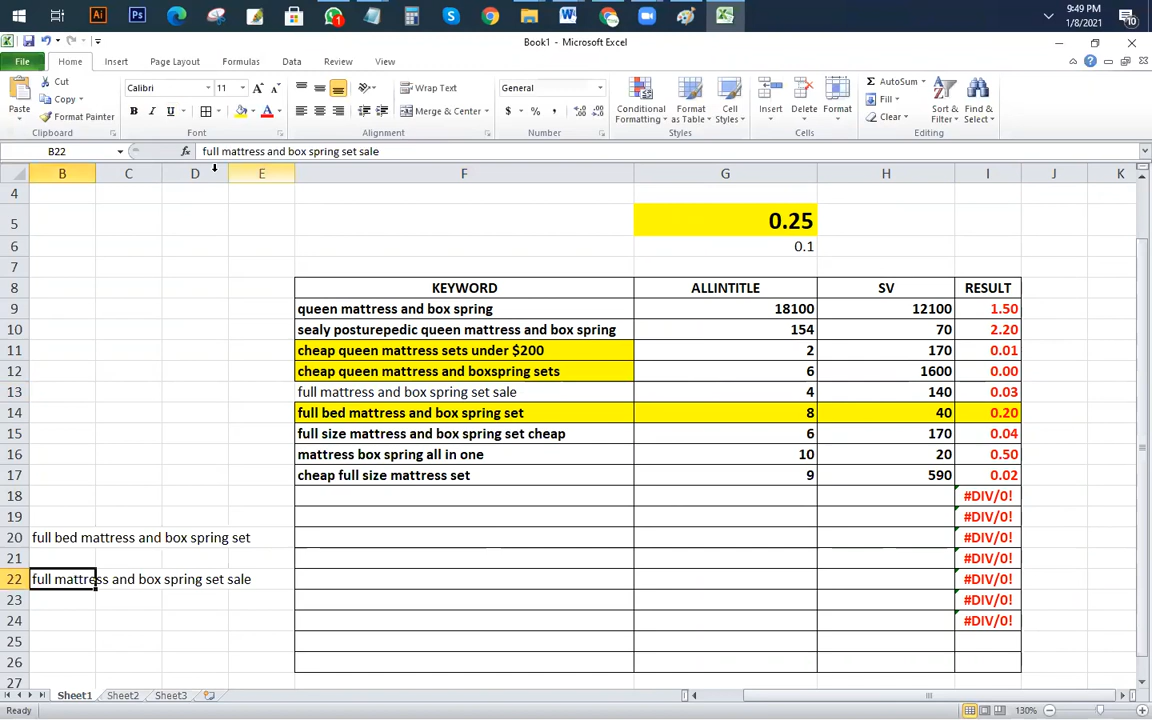 Ai
Ps
1
S
9:49 PM
1/8/2021
10
Book1 - Microsoft Excel
File Home Insert Page Layout Formulas Data Review View
Paste
Cut
Copy
Format Painter
Clipboard
Calibri 11
B I U
Font
Wrap Text
Merge & Center
Alignment
General
$ % ,
Number
Conditional Formatting
Format as Table
Cell Styles
Styles
Insert
Delete
Format
Cells
AutoSum
Fill
Clear
Sort & Filter
Find & Select
Editing
B22 fx full mattress and box spring set sale
B C D E F G H I J K
4
5 0.25
6 0.1
7
8 KEYWORD ALLINTITLE SV RESULT
9 queen mattress and box spring 18100 12100 1.50
10 sealy posturepedic queen mattress and box spring 154 70 2.20
11 cheap queen mattress sets under $200 2 170 0.01
12 cheap queen mattress and boxspring sets 6 1600 0.00
13 full mattress and box spring set sale 4 140 0.03
14 full bed mattress and box spring set 8 40 0.20
15 full size mattress and box spring set cheap 6 170 0.04
16 mattress box spring all in one 10 20 0.50
17 cheap full size mattress set 9 590 0.02
18 #DIV/0!
19 #DIV/0!
20 full bed mattress and box spring set #DIV/0!
21 #DIV/0!
22 full mattress and box spring set sale #DIV/0!
23 #DIV/0!
24 #DIV/0!
25
26
27
Sheet1 Sheet2 Sheet3
Ready 130%